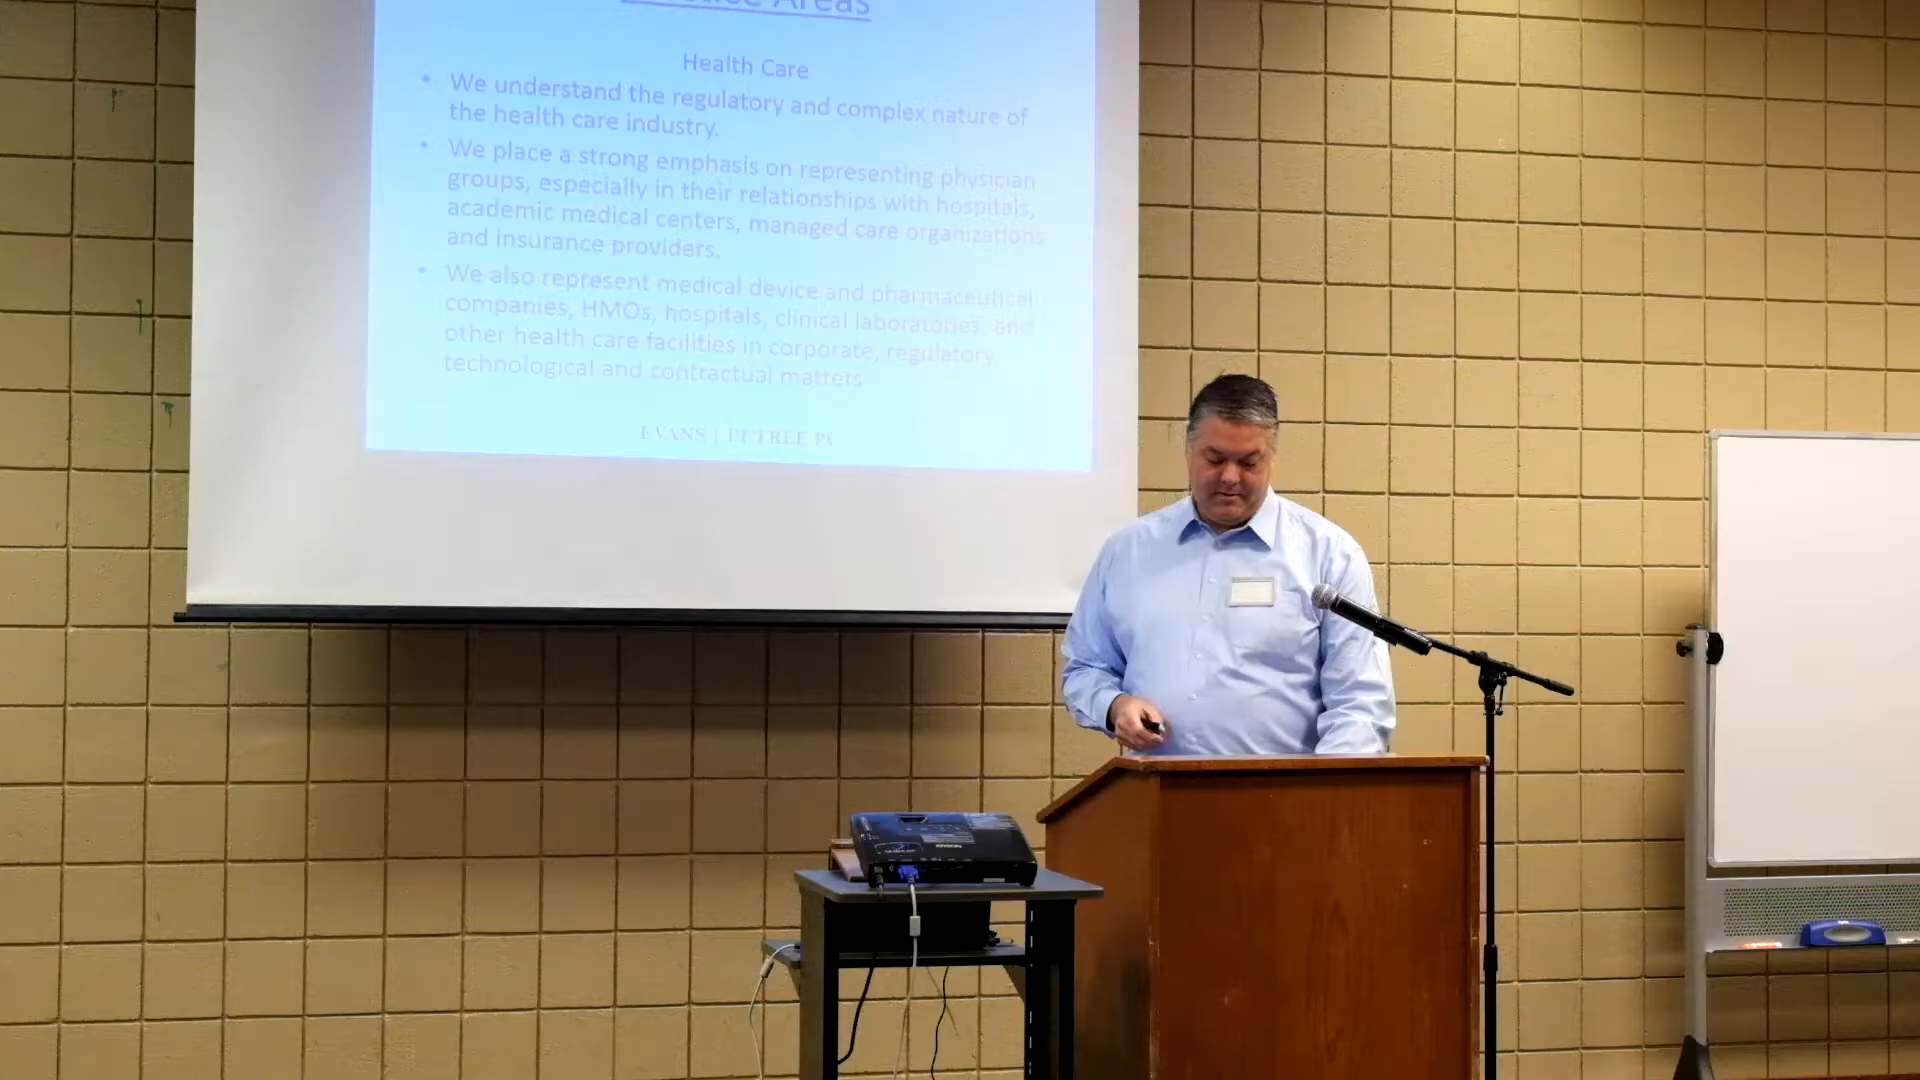 Practice Areas
Health Care
• We understand the regulatory and complex nature of
the health care industry.
• We place a strong emphasis on representing physician
groups, especially in their relationships with hospitals,
academic medical centers, managed care organizations
and insurance providers.
• We also represent medical device and pharmaceutical
companies, HMOs, hospitals, clinical laboratories, and
other health care facilities in corporate, regulatory,
technological and contractual matters
EVANS | PETREE PC